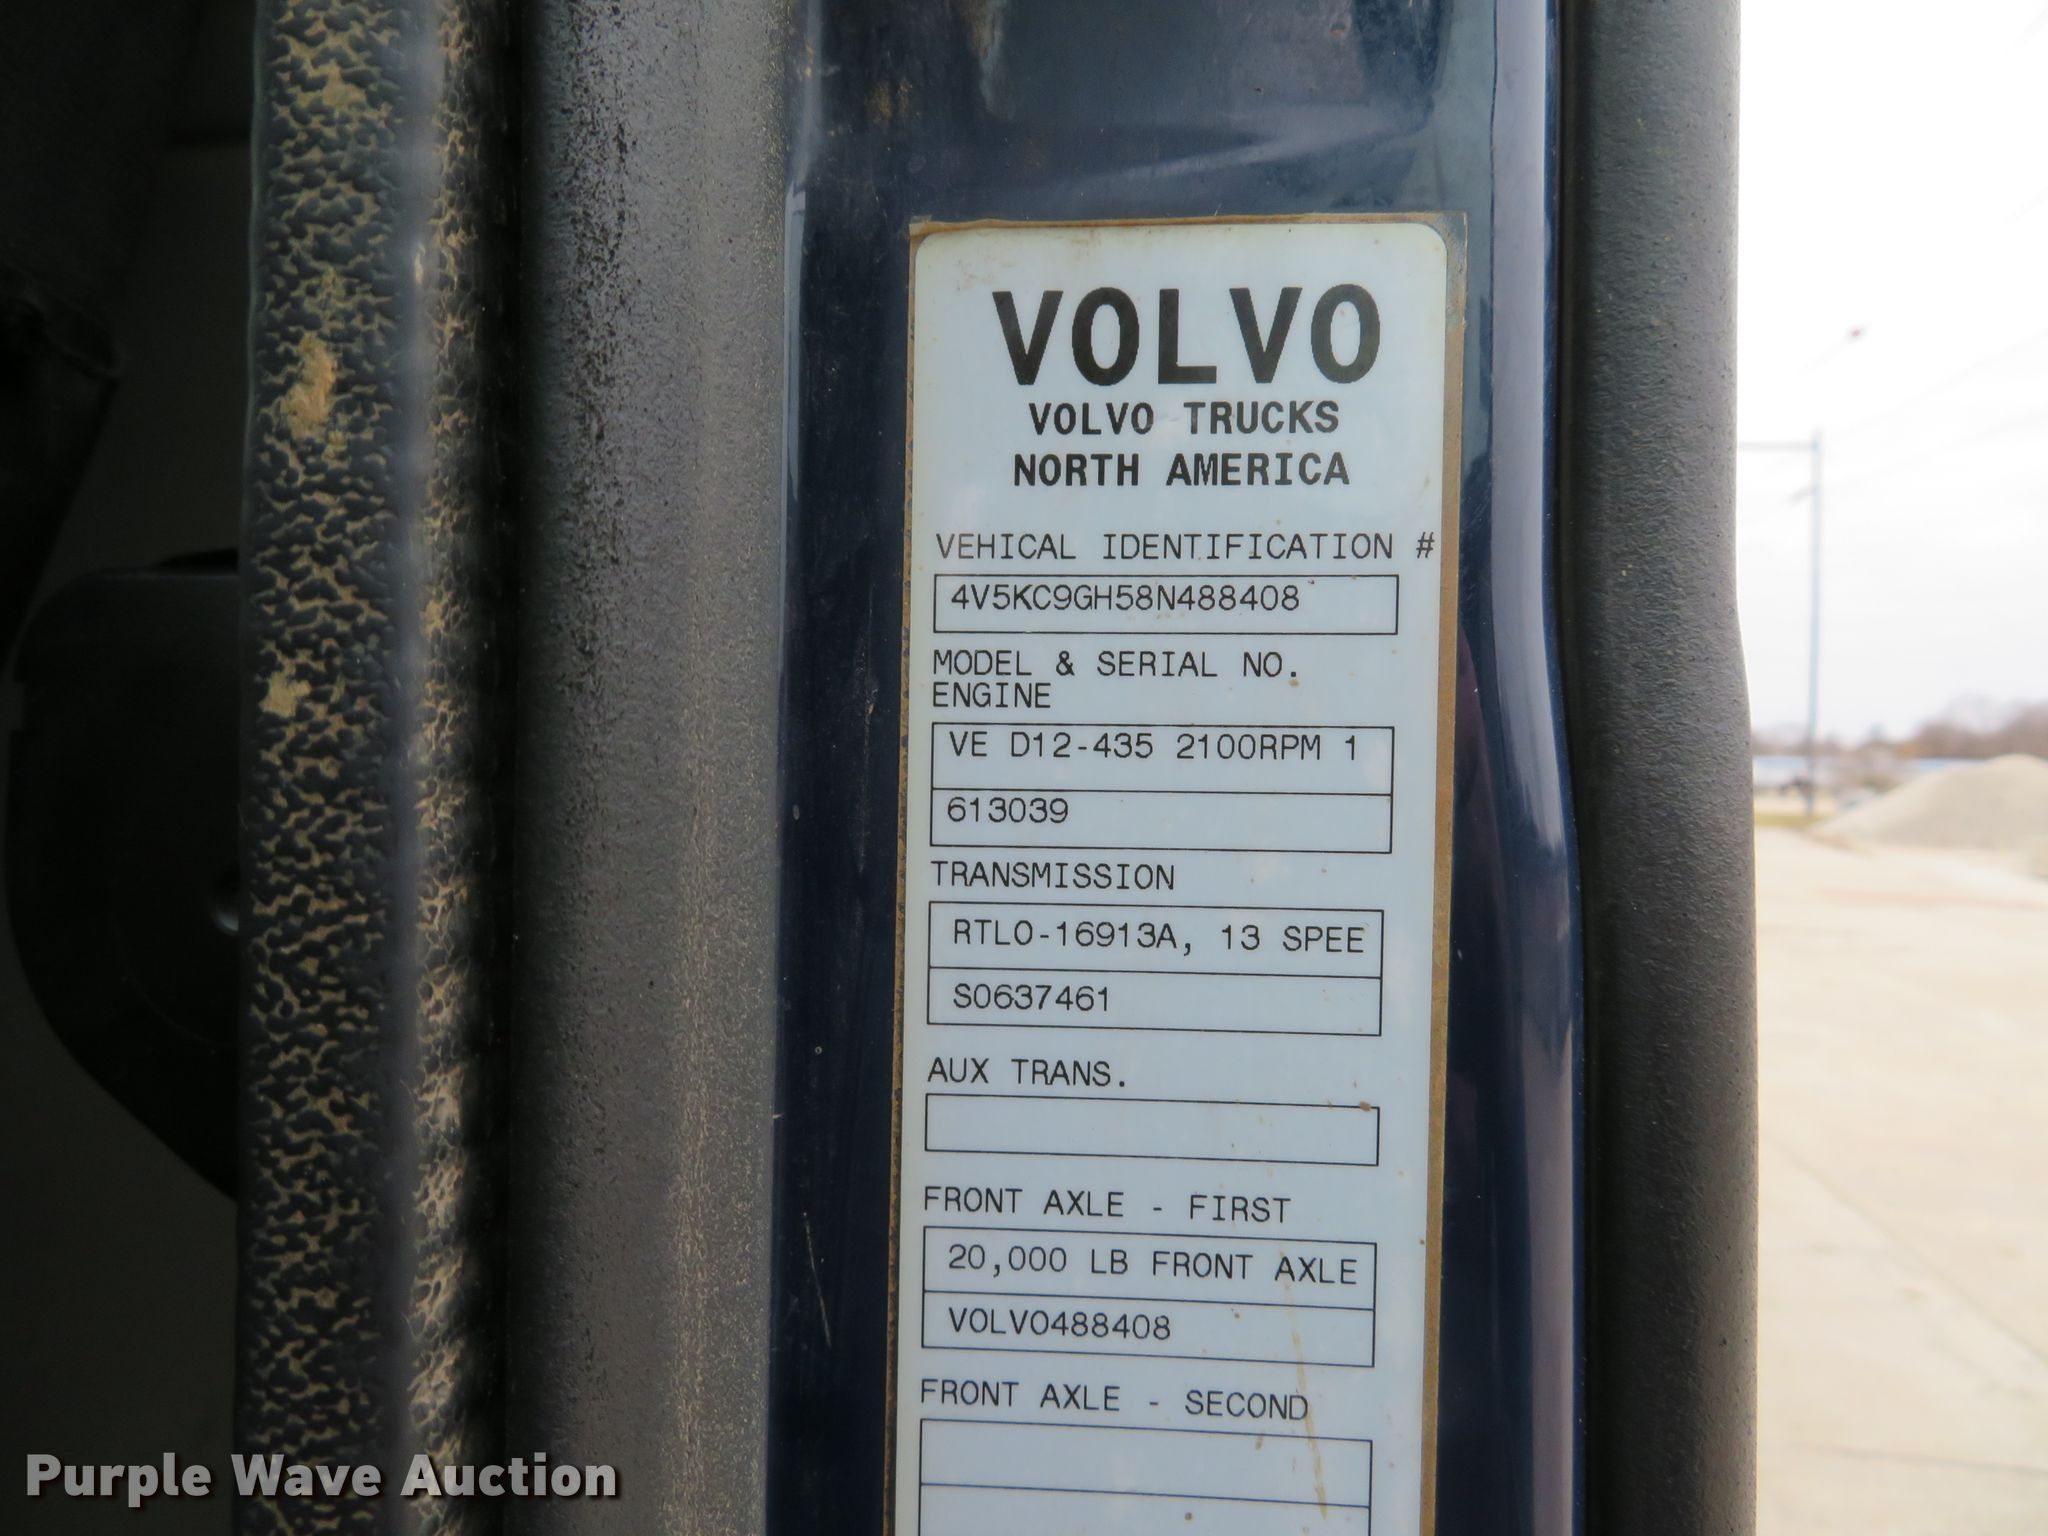 VOLVO
VOLVO TRUCKS
NORTH AMERICA
VEHICAL IDENTIFICATION #
4V5KC9GH58N488408
MODEL & SERIAL NO.
ENGINE
VE D12-435 2100RPM 1
613039
TRANSMISSION
RTLO-16913A, 13 SPEE
S0637461
AUX TRANS.
FRONT AXLE - FIRST
20,000 LB FRONT AXLE
VOLVO488408
FRONT AXLE - SECOND
Purple Wave Auction